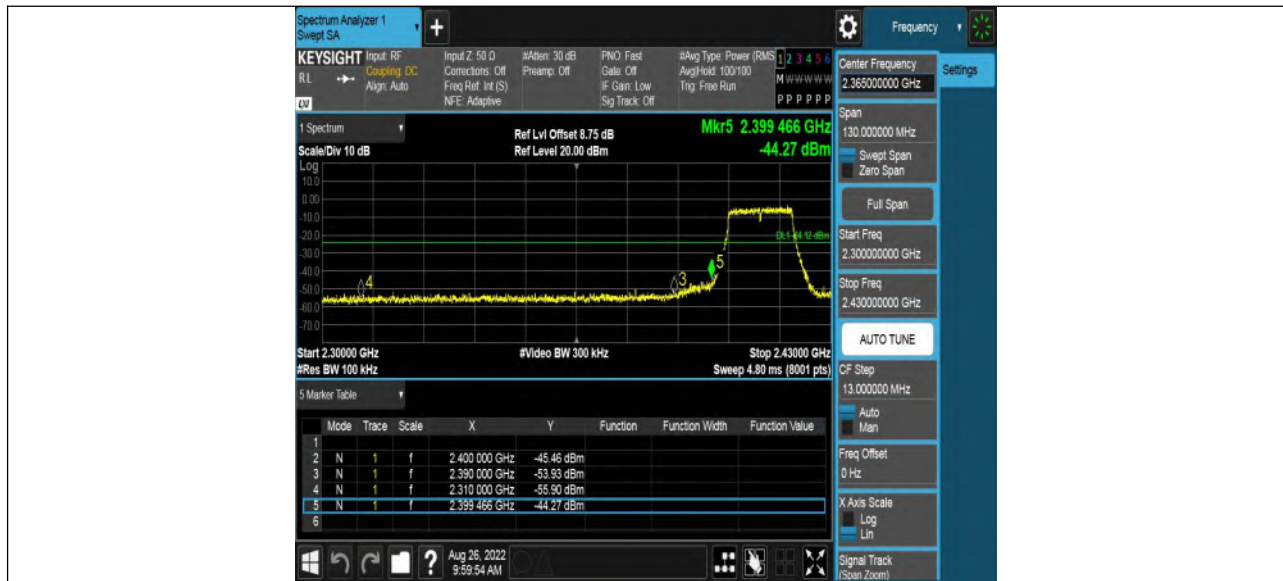 Spectrum Analyzer 1
Swept SA
+
Frequency
KEYSIGHT
RL
LXI
Input: RF
Coupling: DC
Align: Auto
Input Z: 50 Ω
Corrections: Off
Freq Ref: Int (S)
NFE: Adaptive
#Atten: 30 dB
Preamp: Off
PNO: Fast
Gate: Off
IF Gain: Low
Sig Track: Off
#Avg Type: Power (RMS
Avg|Hold: 100/100
Trig: Free Run
1 2 3 4 5 6
M W W W W W
P P P P P P
Center Frequency
2.365000000 GHz
Settings
Span
130.000000 MHz
Swept Span
Zero Span
Full Span
Start Freq
2.300000000 GHz
Stop Freq
2.430000000 GHz
AUTO TUNE
CF Step
13.000000 MHz
Auto
Man
Freq Offset
0 Hz
X Axis Scale
Log
Lin
Signal Track
(Span Zoom)
1 Spectrum
Scale/Div 10 dB
Ref Lvl Offset 8.75 dB
Ref Level 20.00 dBm
Mkr5 2.399 466 GHz
-44.27 dBm
Log
10.0
0.00
-10.0
-20.0
-30.0
-40.0
-50.0
-60.0
-70.0
DL1 -24.12 dBm
4
3
5
Start 2.30000 GHz
#Video BW 300 kHz
Stop 2.43000 GHz
#Res BW 100 kHz
Sweep 4.80 ms (8001 pts)
5 Marker Table
Mode Trace Scale X Y Function Function Width Function Value
1
2 N 1 f 2.400 000 GHz -45.46 dBm
3 N 1 f 2.390 000 GHz -53.93 dBm
4 N 1 f 2.310 000 GHz -55.90 dBm
5 N 1 f 2.399 466 GHz -44.27 dBm
6
?
Aug 26, 2022
9:59:54 AM